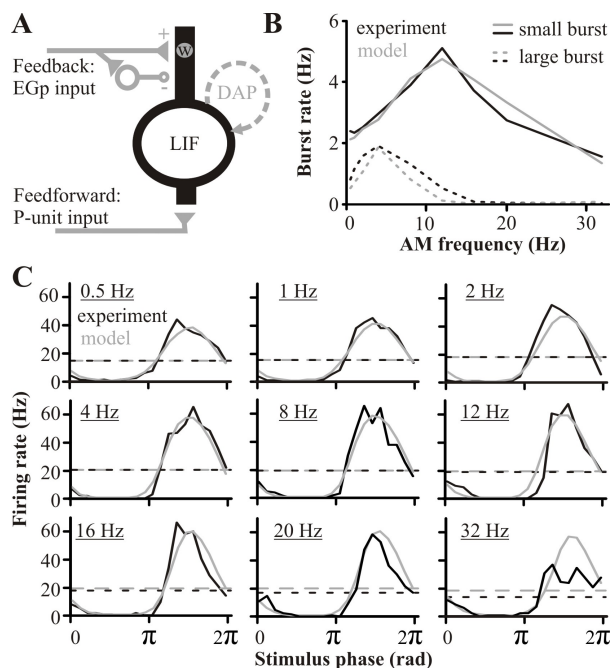 A
+
w
Feedback:
EGp input
-
DAP
LIF
Feedforward:
P-unit input
B
experiment
model
small burst
large burst
Burst rate (Hz)
6
4
2
0
0 10 20 30
AM frequency (Hz)
C
0.5 Hz
experiment
model
1 Hz
2 Hz
60
40
20
0
4 Hz
8 Hz
12 Hz
60
40
20
0
16 Hz
20 Hz
32 Hz
60
40
20
0
Firing rate (Hz)
0 π 2π 0 π 2π 0 π 2π
Stimulus phase (rad)